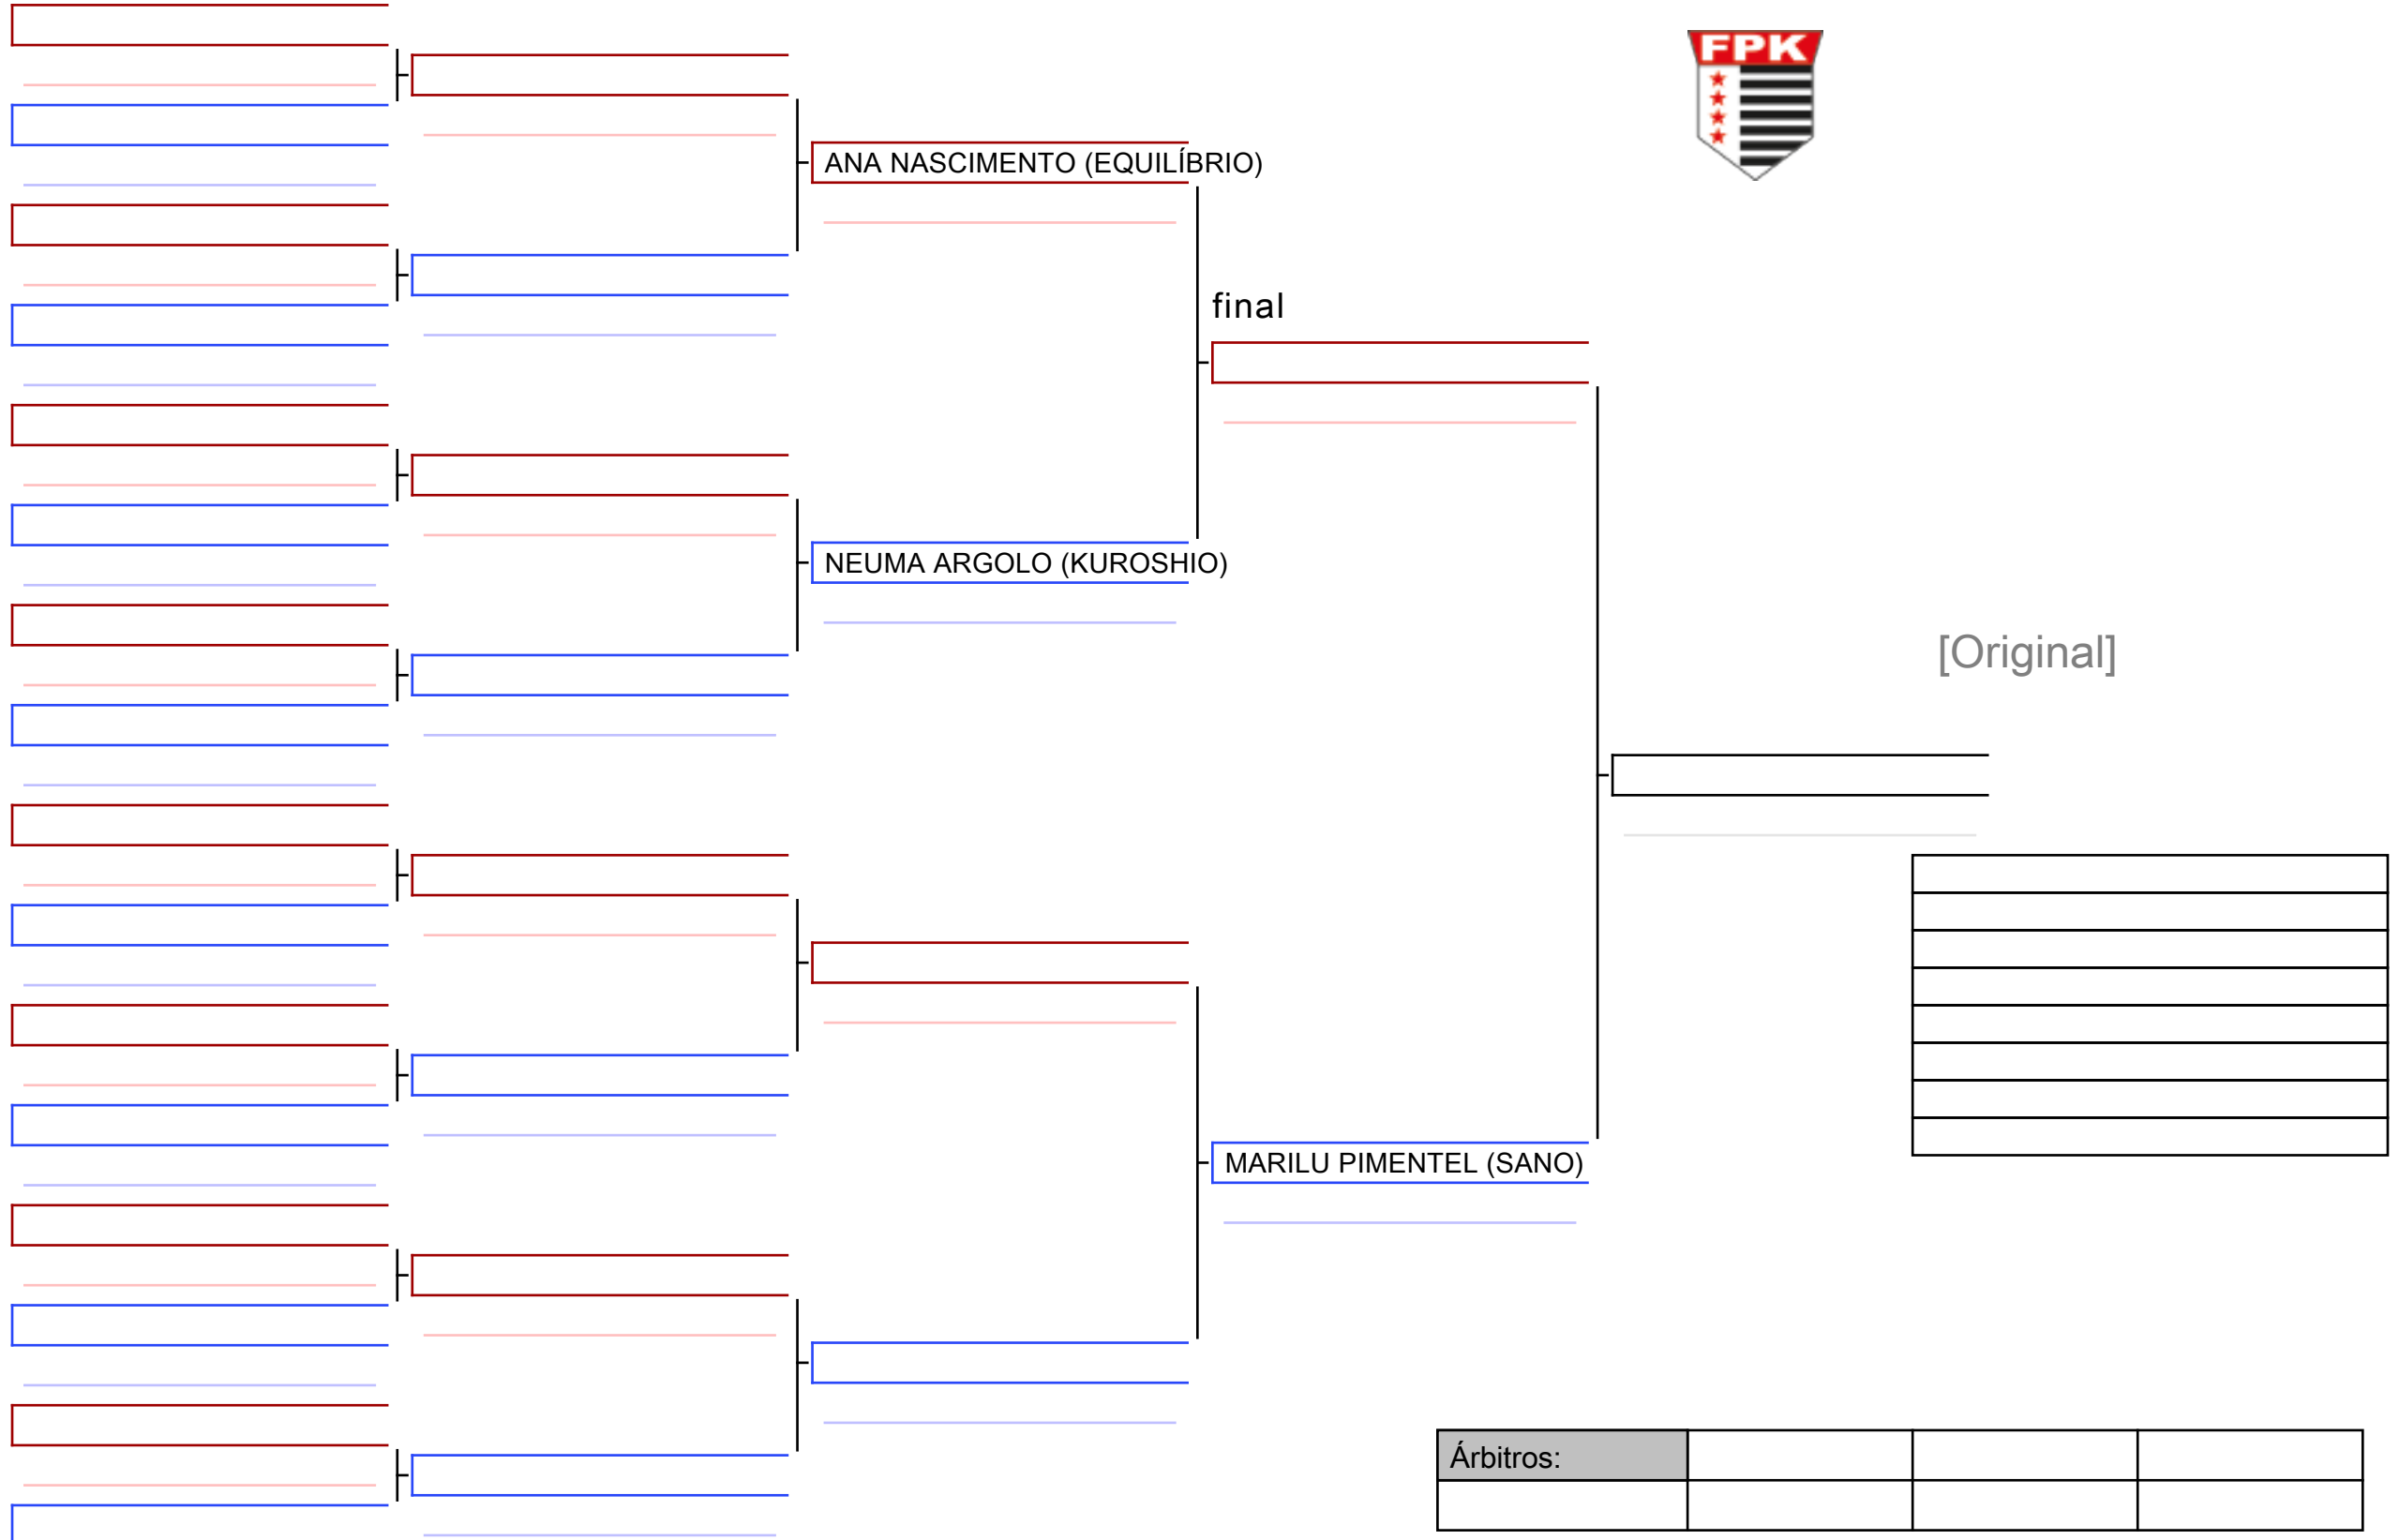 FPK
ANA NASCIMENTO (EQUILÍBRIO)
final
NEUMA ARGOLO (KUROSHIO)
[Original]
MARILU PIMENTEL (SANO)
Árbitros: